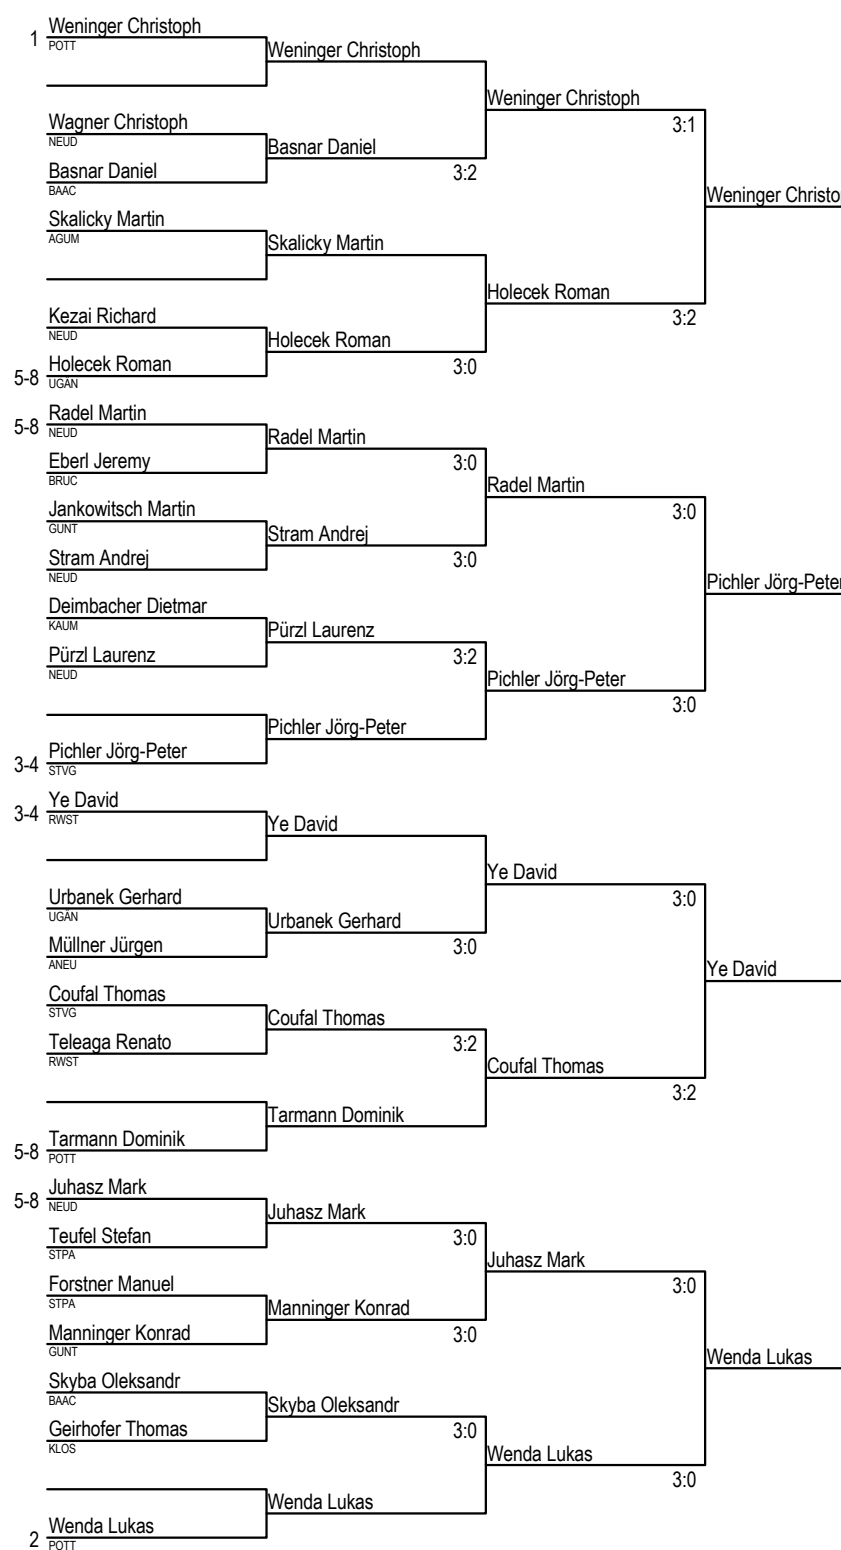 Weninger Christoph
1
POTT
Weninger Christoph
Weninger Christoph
3:1
Wagner Christoph
NEUD
Basnar Daniel
3:2
Basnar Daniel
BAAC
Weninger Christo
Skalicky Martin
AGUM
Skalicky Martin
Holecek Roman
3:2
Kezai Richard
NEUD
Holecek Roman
3:0
Holecek Roman
5-8
UGÄN
Radel Martin
5-8
NEUD
Radel Martin
3:0
Eberl Jeremy
BRUC
Radel Martin
3:0
Jankowitsch Martin
GUNT
Stram Andrej
3:0
Stram Andrej
NEUD
Pichler Jörg-Peter
Deimbacher Dietmar
KAUM
Pürzl Laurenz
3:2
Pürzl Laurenz
NEUD
Pichler Jörg-Peter
3:0
Pichler Jörg-Peter
Pichler Jörg-Peter
3-4
STVG
Ye David
3-4
RWST
Ye David
Ye David
3:0
Urbanek Gerhard
UGÄN
Urbanek Gerhard
3:0
Müllner Jürgen
ANEU
Ye David
Coufal Thomas
STVG
Coufal Thomas
3:2
Teleaga Renato
RWST
Coufal Thomas
3:2
Tarmann Dominik
Tarmann Dominik
5-8
POTT
Juhasz Mark
5-8
NEUD
Juhasz Mark
3:0
Teufel Stefan
STPA
Juhasz Mark
3:0
Forstner Manuel
STPA
Manninger Konrad
3:0
Manninger Konrad
GUNT
Wenda Lukas
Skyba Oleksandr
BAAC
Skyba Oleksandr
3:0
Geirhofer Thomas
KLOS
Wenda Lukas
3:0
Wenda Lukas
Wenda Lukas
2
POTT